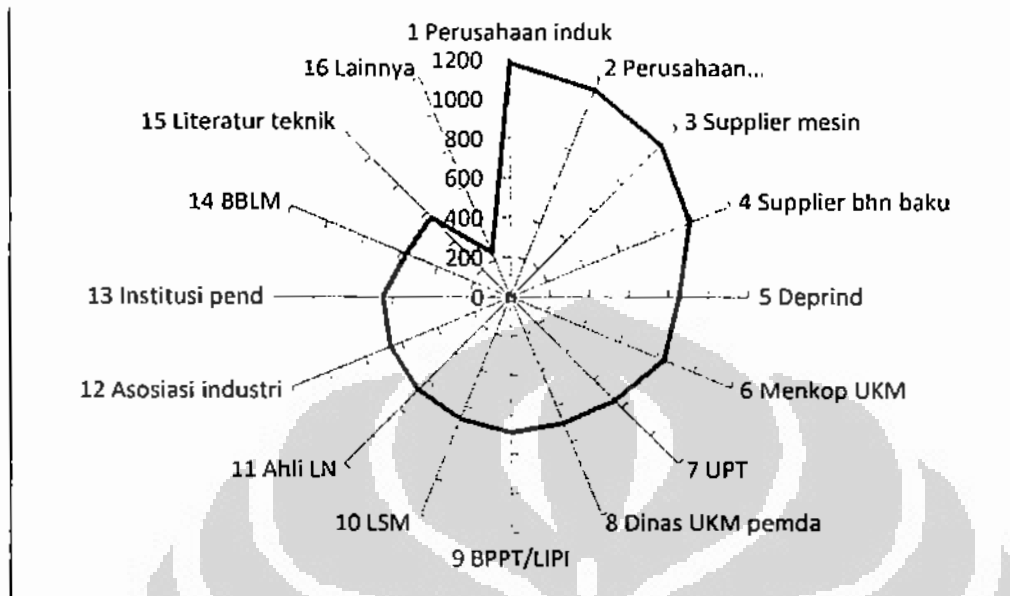 1 Perusahaan induk
1200
1000
800
600
400
200
0
2 Perusahaan...
3 Supplier mesin
4 Supplier bhn baku
5 Deprind
6 Menkop UKM
7 UPT
8 Dinas UKM pemda
9 BPPT/LIPI
10 LSM
11 Ahli LN
12 Asosiasi industri
13 Institusi pend
14 BBLM
15 Literatur teknik
16 Lainnya